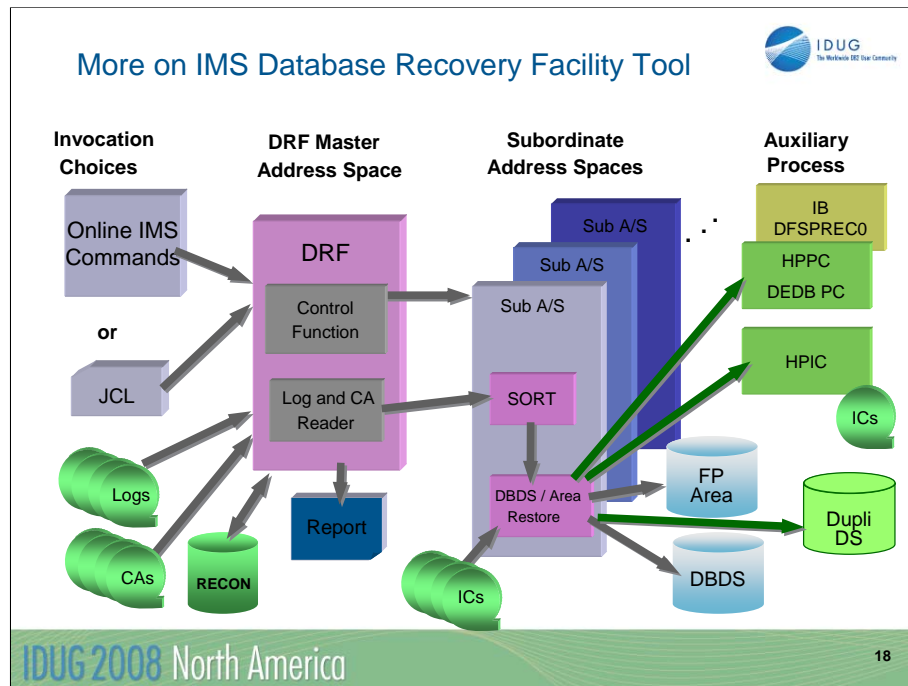 More on IMS Database Recovery Facility Tool
IDUG
The Worldwide DB2 User Community
Invocation
Choices
DRF Master
Address Space
Subordinate
Address Spaces
Auxiliary
Process
Online IMS
Commands
or
JCL
Logs
CAs
RECON
DRF
Control
Function
Log and CA
Reader
Report
Sub A/S
Sub A/S
Sub A/S
SORT
DBDS / Area
Restore
ICs
. . .
IB
DFSPREC0
HPPC
DEDB PC
HPIC
ICs
FP
Area
Dupli
DS
DBDS
IDUG 2008 North America
18